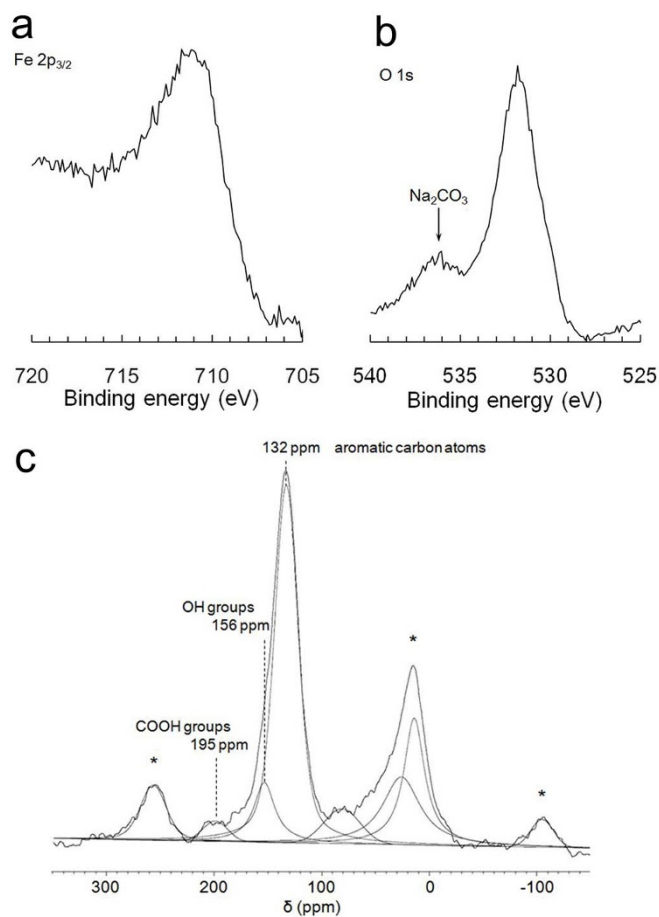 a
Fe 2p3/2
720 715 710 705
Binding energy (eV)
b
O 1s
Na2CO3
540 535 530 525
Binding energy (eV)
c
132 ppm aromatic carbon atoms
OH groups
156 ppm
*
COOH groups
195 ppm
*
*
300 200 100 0 -100
δ (ppm)